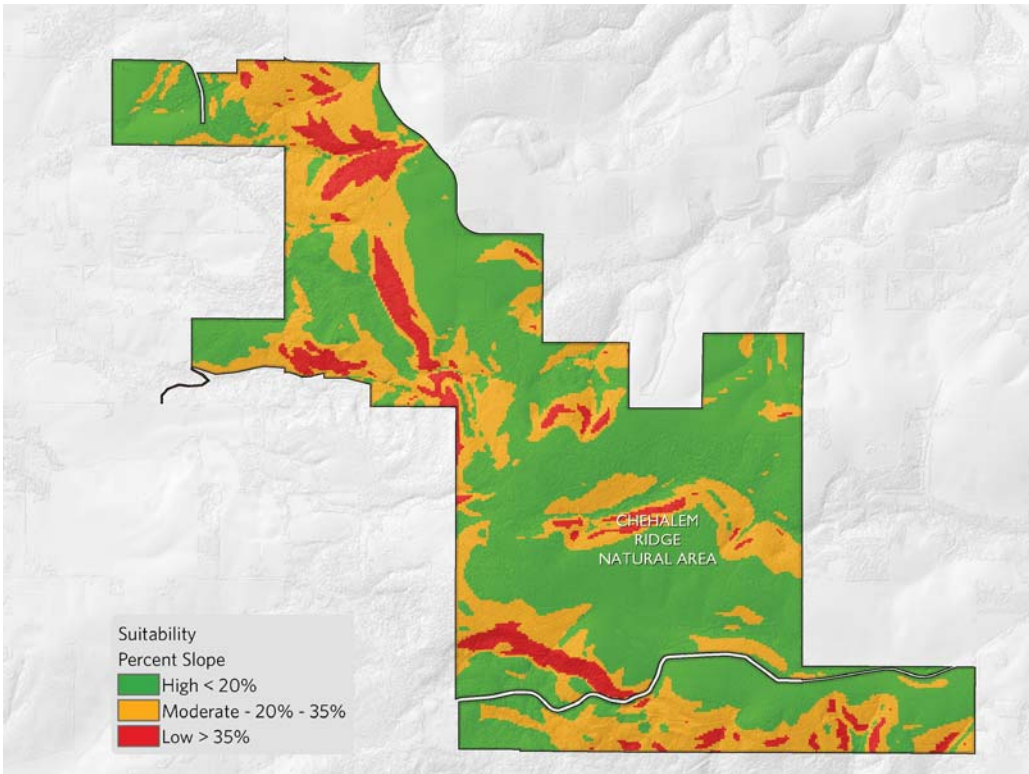 CHEHALEM
RIDGE
NATURAL AREA
Suitability
Percent Slope
High < 20%
Moderate - 20% - 35%
Low > 35%